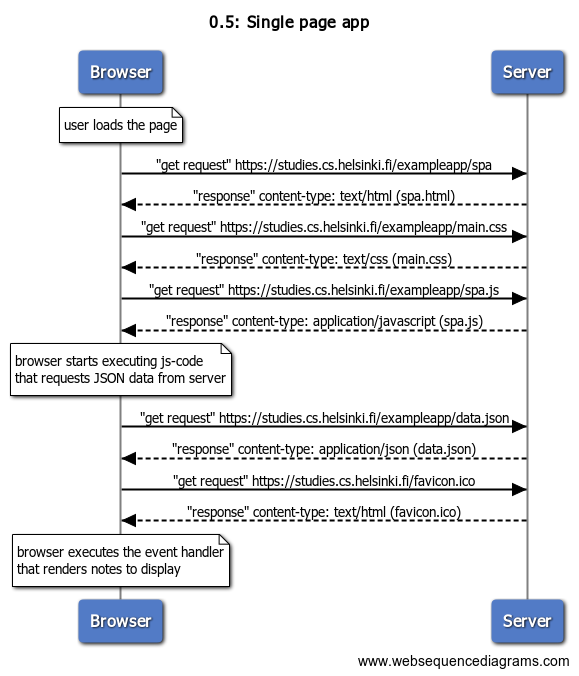 0.5: Single page app
Browser
Server
user loads the page
"get request" https://studies.cs.helsinki.fi/exampleapp/spa
"response" content-type: text/html (spa.html)
"get request" https://studies.cs.helsinki.fi/exampleapp/main.css
"response" content-type: text/css (main.css)
"get request" https://studies.cs.helsinki.fi/exampleapp/spa.js
"response" content-type: application/javascript (spa.js)
browser starts executing js-code
that requests JSON data from server
"get request" https://studies.cs.helsinki.fi/exampleapp/data.json
"response" content-type: application/json (data.json)
"get request" https://studies.cs.helsinki.fi/favicon.ico
"response" content-type: text/html (favicon.ico)
browser executes the event handler
that renders notes to display
Browser
Server
www.websequencediagrams.com